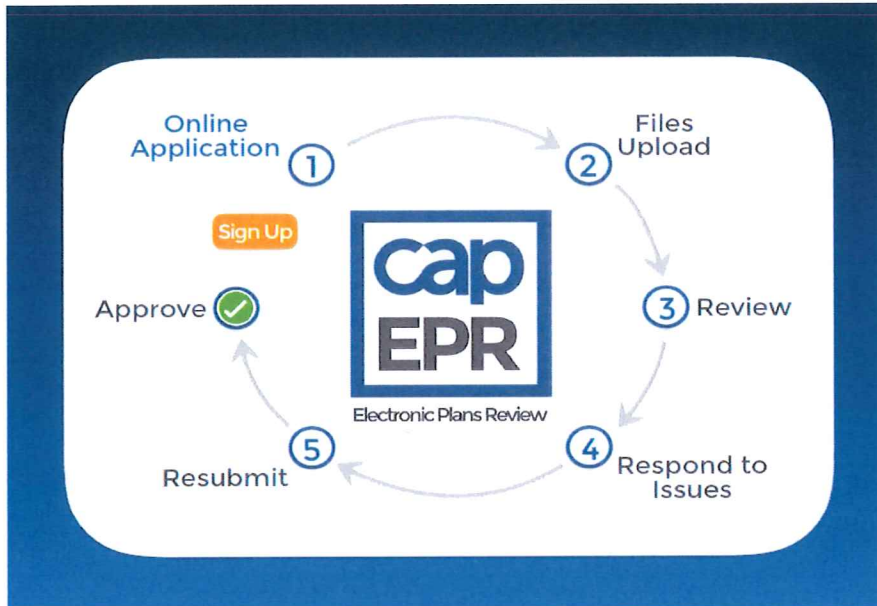 Online
Application
1
2
Files
Upload
Sign Up
cap
EPR
Electronic Plans Review
3
Review
4
Respond to
Issues
5
Resubmit
Approve